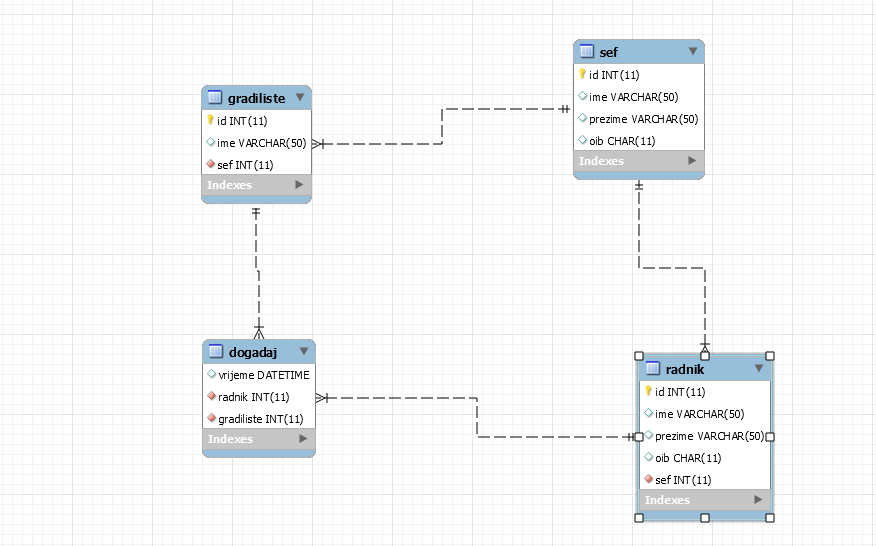 gradiliste
id INT(11)
ime VARCHAR(50)
sef INT(11)
Indexes
sef
id INT(11)
ime VARCHAR(50)
prezime VARCHAR(50)
oib CHAR(11)
Indexes
dogadaj
vrijeme DATETIME
radnik INT(11)
gradiliste INT(11)
Indexes
radnik
id INT(11)
ime VARCHAR(50)
prezime VARCHAR(50)
oib CHAR(11)
sef INT(11)
Indexes